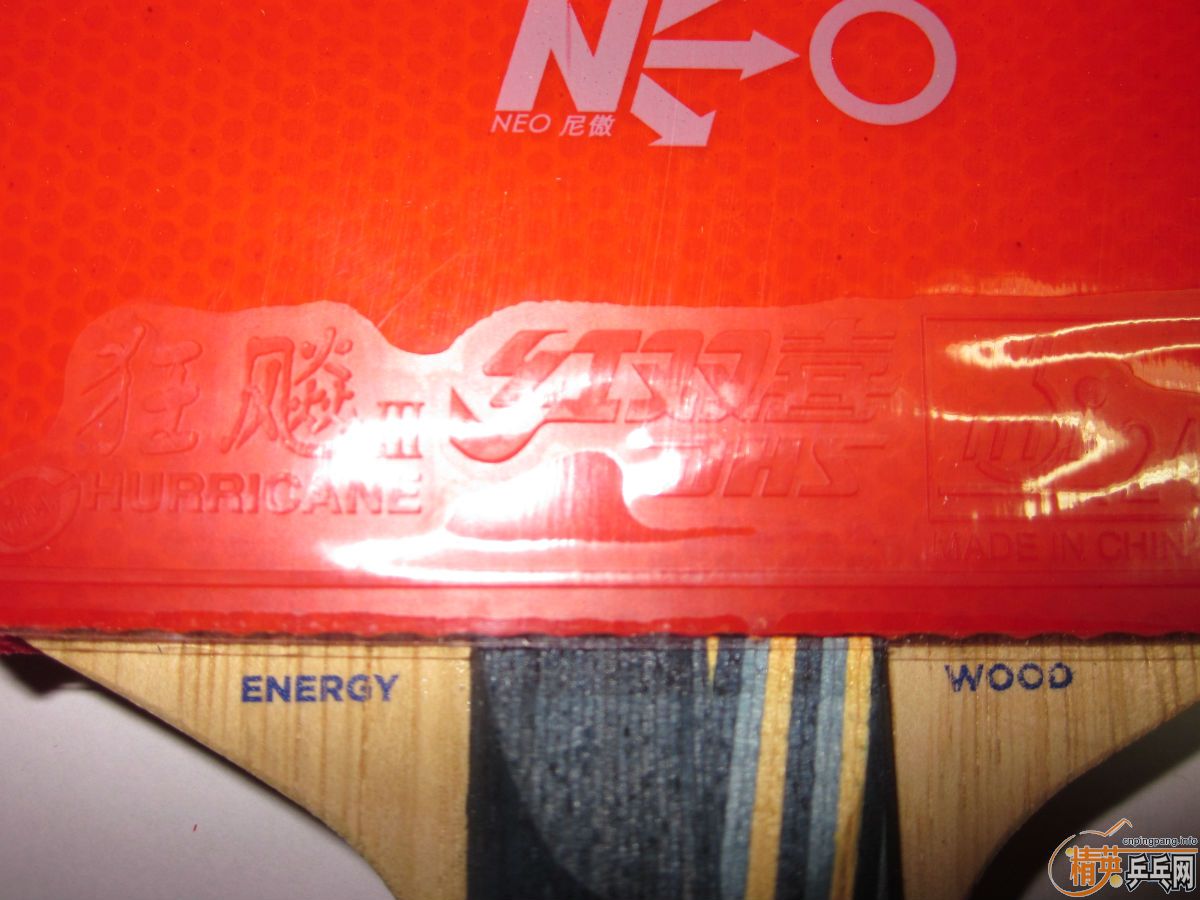 NEO
NEO 尼傲
狂飚 III
HURRICANE
红双喜
DHS
MADE IN CHINA
ENERGY
WOOD
cnpingpang.info
精英乒乓网